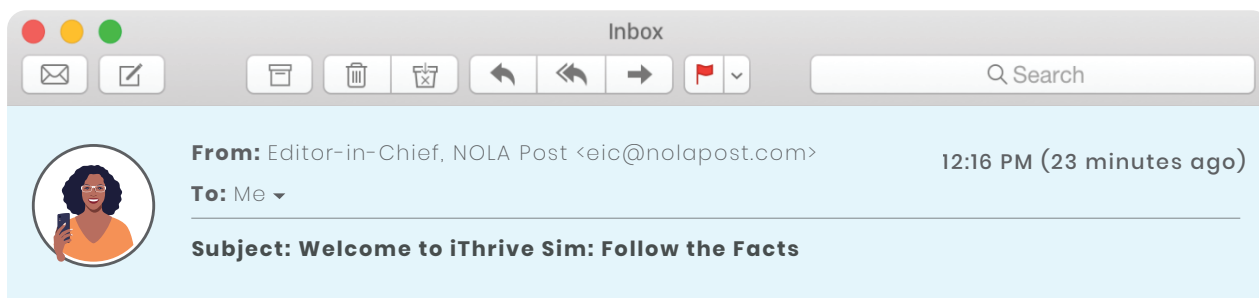 Inbox
Search
From: Editor-in-Chief, NOLA Post <eic@nolapost.com>
12:16 PM (23 minutes ago)
To: Me
Subject: Welcome to iThrive Sim: Follow the Facts